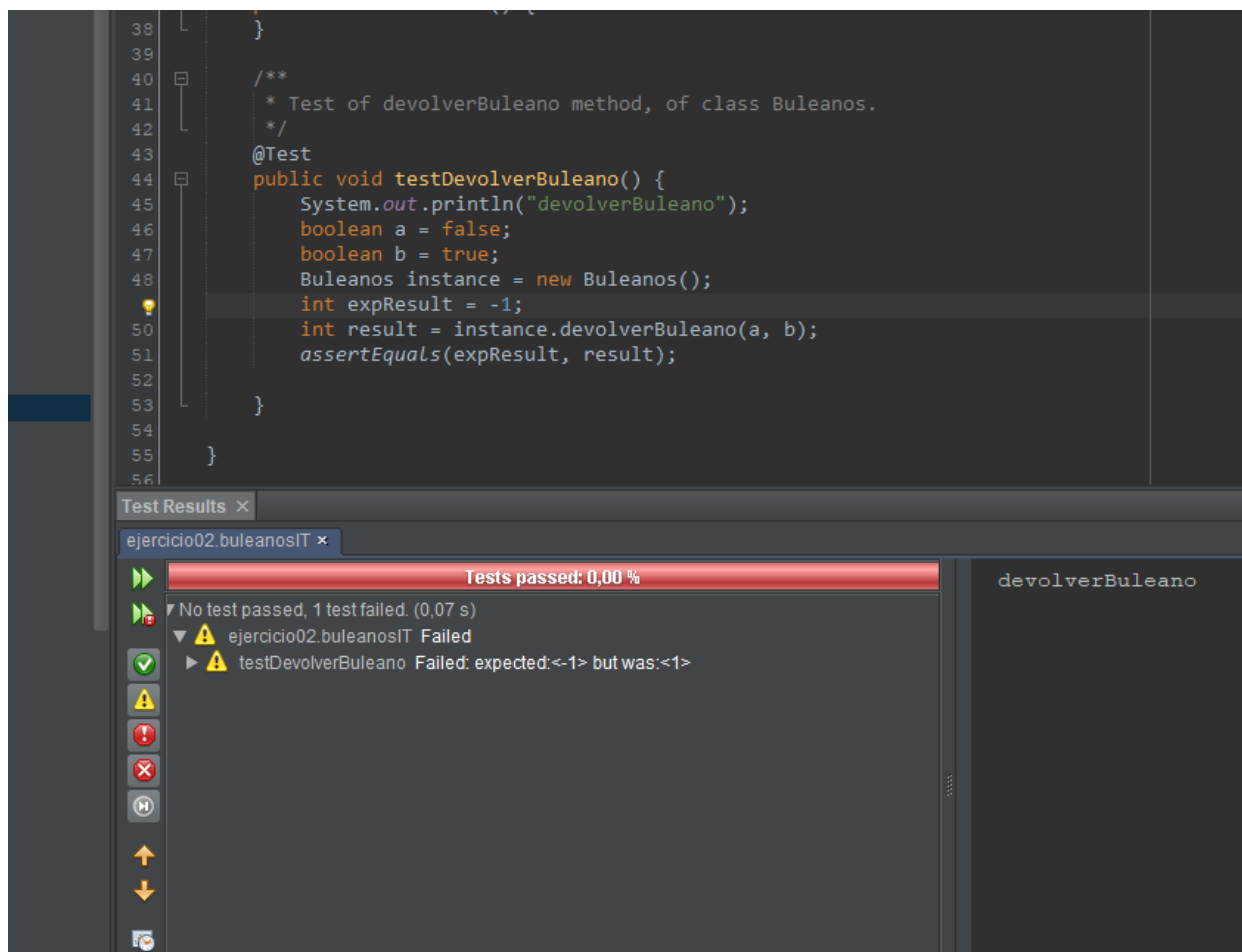 38 }
39
40 /**
41 * Test of devolverBuleano method, of class Buleanos.
42 */
43 @Test
44 public void testDevolverBuleano() {
45 System.out.println("devolverBuleano");
46 boolean a = false;
47 boolean b = true;
48 Buleanos instance = new Buleanos();
int expResult = -1;
50 int result = instance.devolverBuleano(a, b);
51 assertEquals(expResult, result);
52
53 }
54
55 }
56
Test Results ×
ejercicio02.buleanosIT ×
Tests passed: 0,00 %
devolverBuleano
No test passed, 1 test failed. (0,07 s)
ejercicio02.buleanosIT Failed
testDevolverBuleano Failed: expected:<-1> but was:<1>